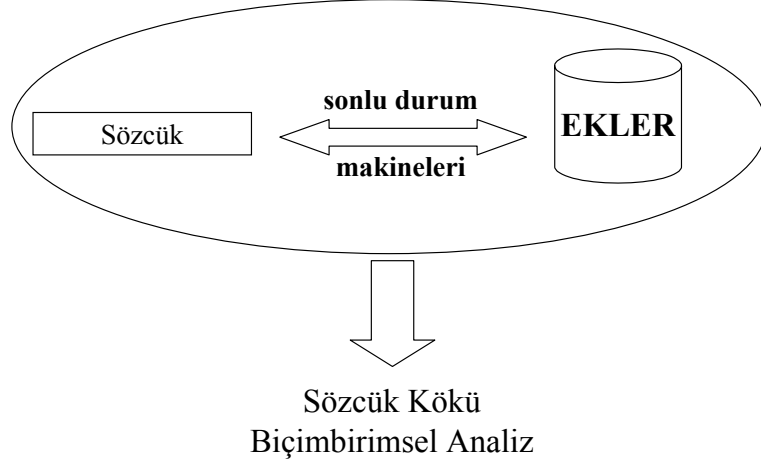 sonlu durum
Sözcük
EKLER
makineleri
Sözcük Kökü
Biçimbirimsel Analiz